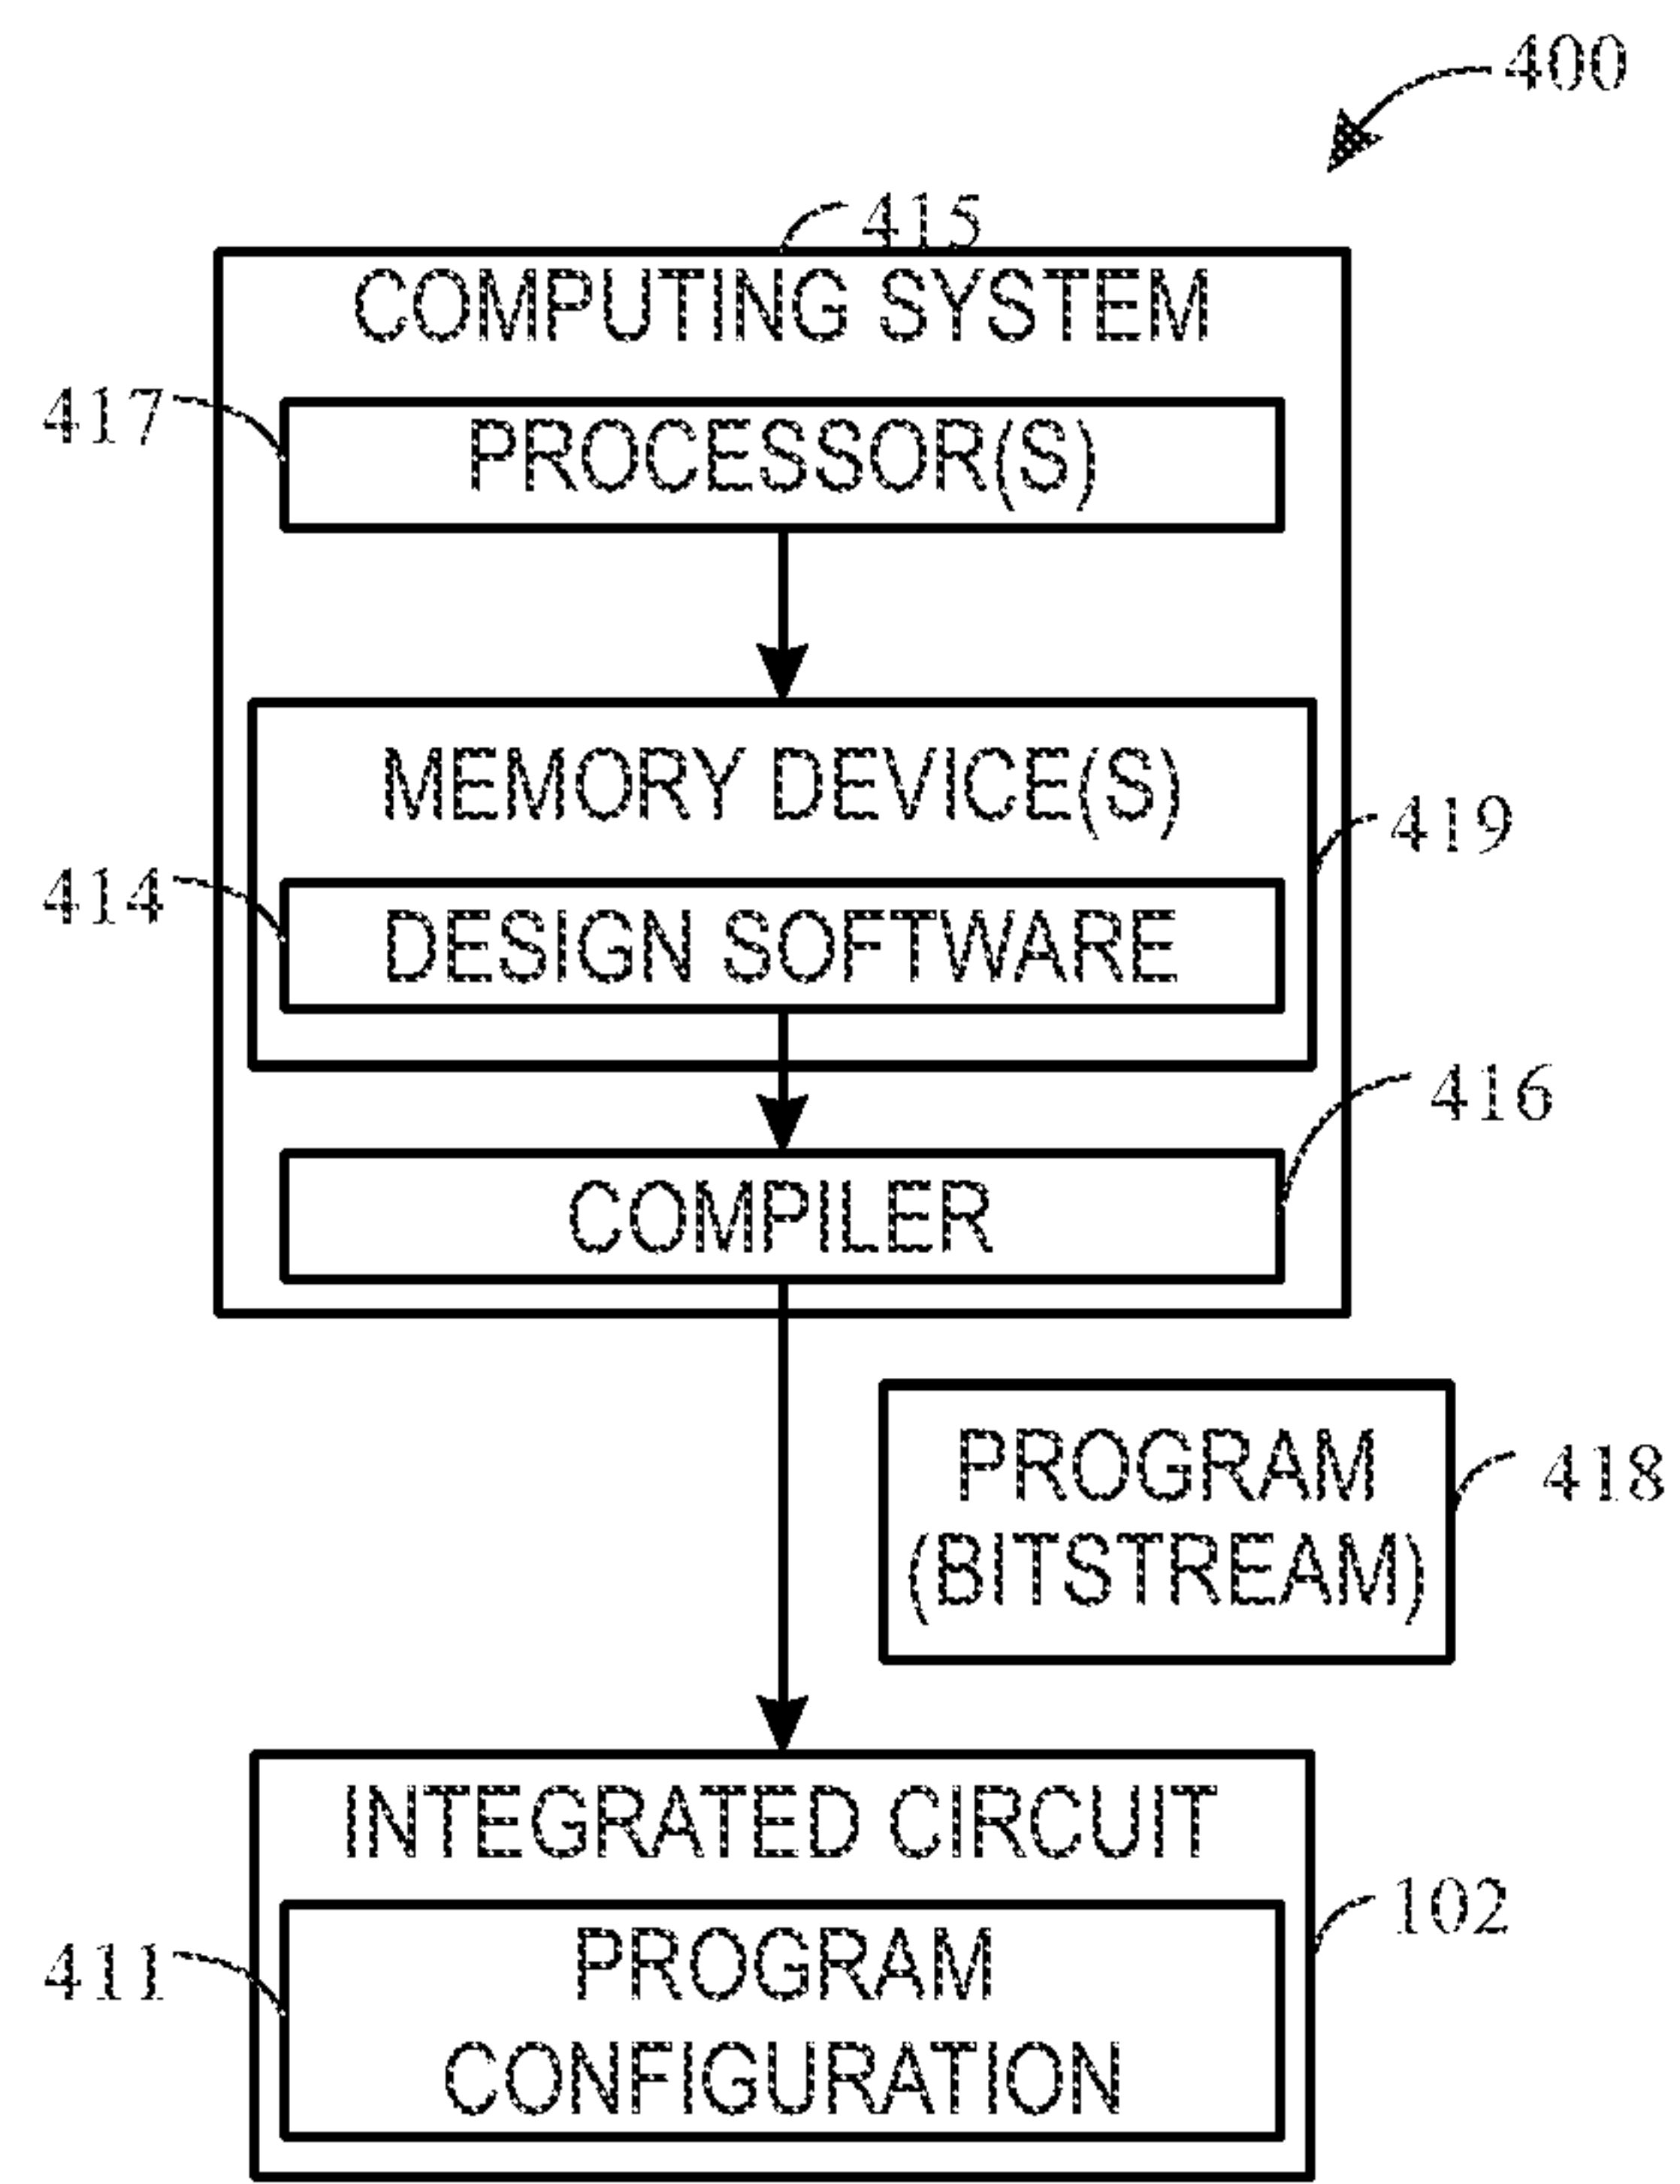 400
415
COMPUTING SYSTEM
417
PROCESSOR(S)
MEMORY DEVICE(S)
419
414
DESIGN SOFTWARE
416
COMPILER
PROGRAM
418
(BITSTREAM)
INTEGRATED CIRCUIT
102
411
PROGRAM
CONFIGURATION